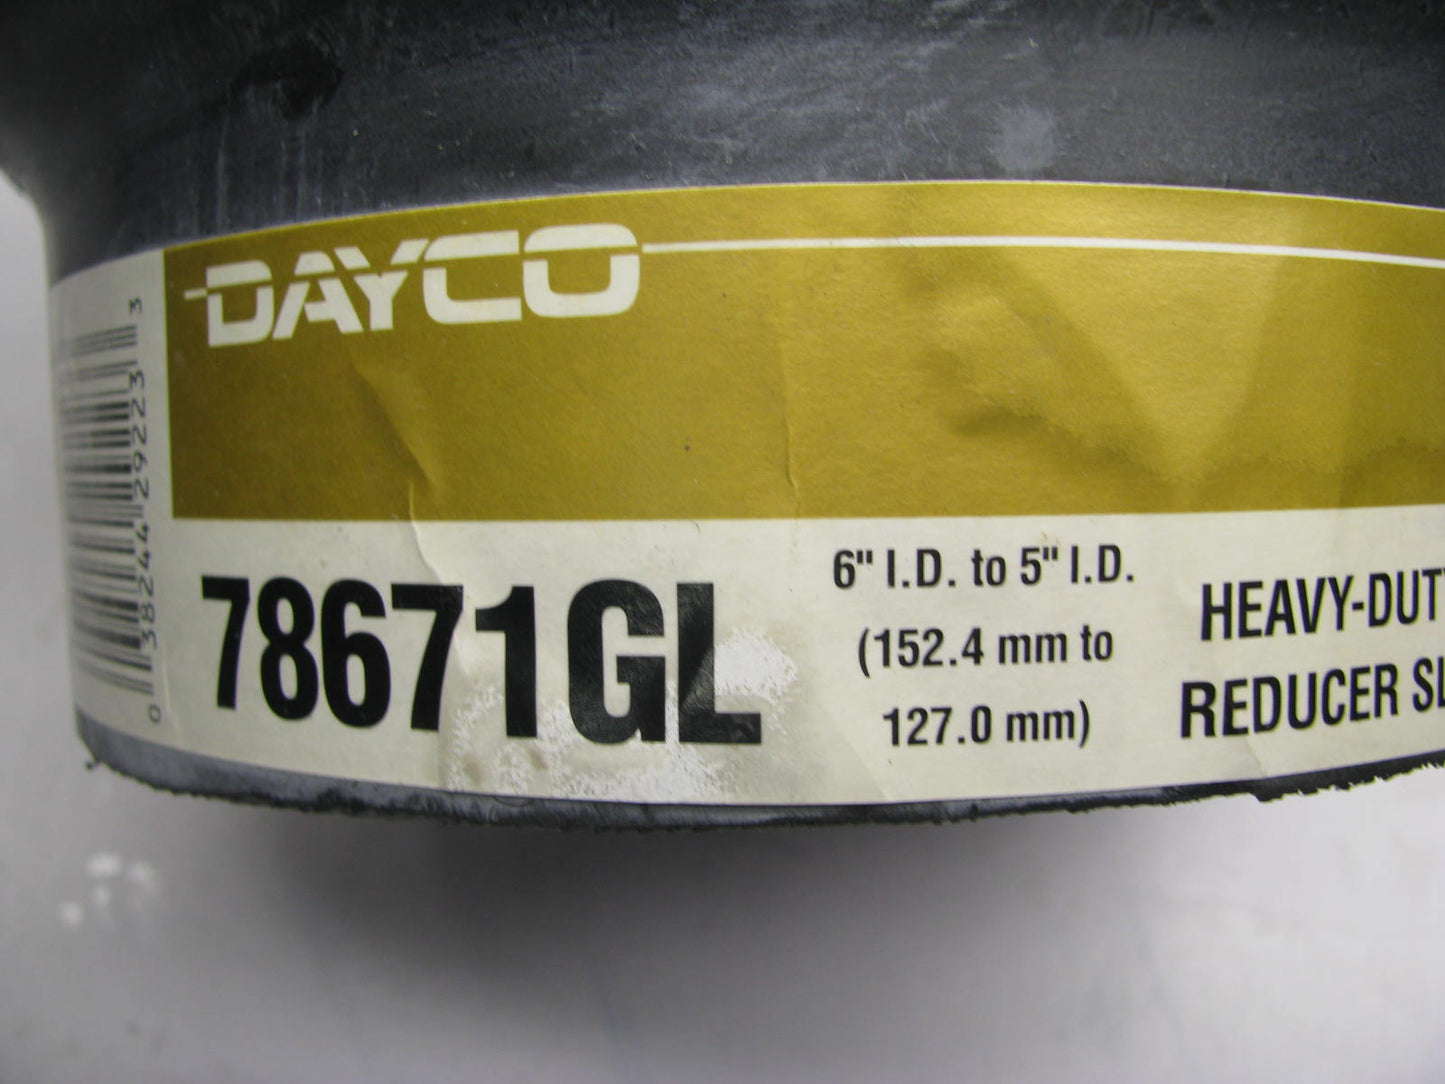 DAYCO
78671GL
6" I.D. to 5" I.D.
(152.4 mm to
127.0 mm)
HEAVY-DUT
REDUCER SL
0 38244 29223 3